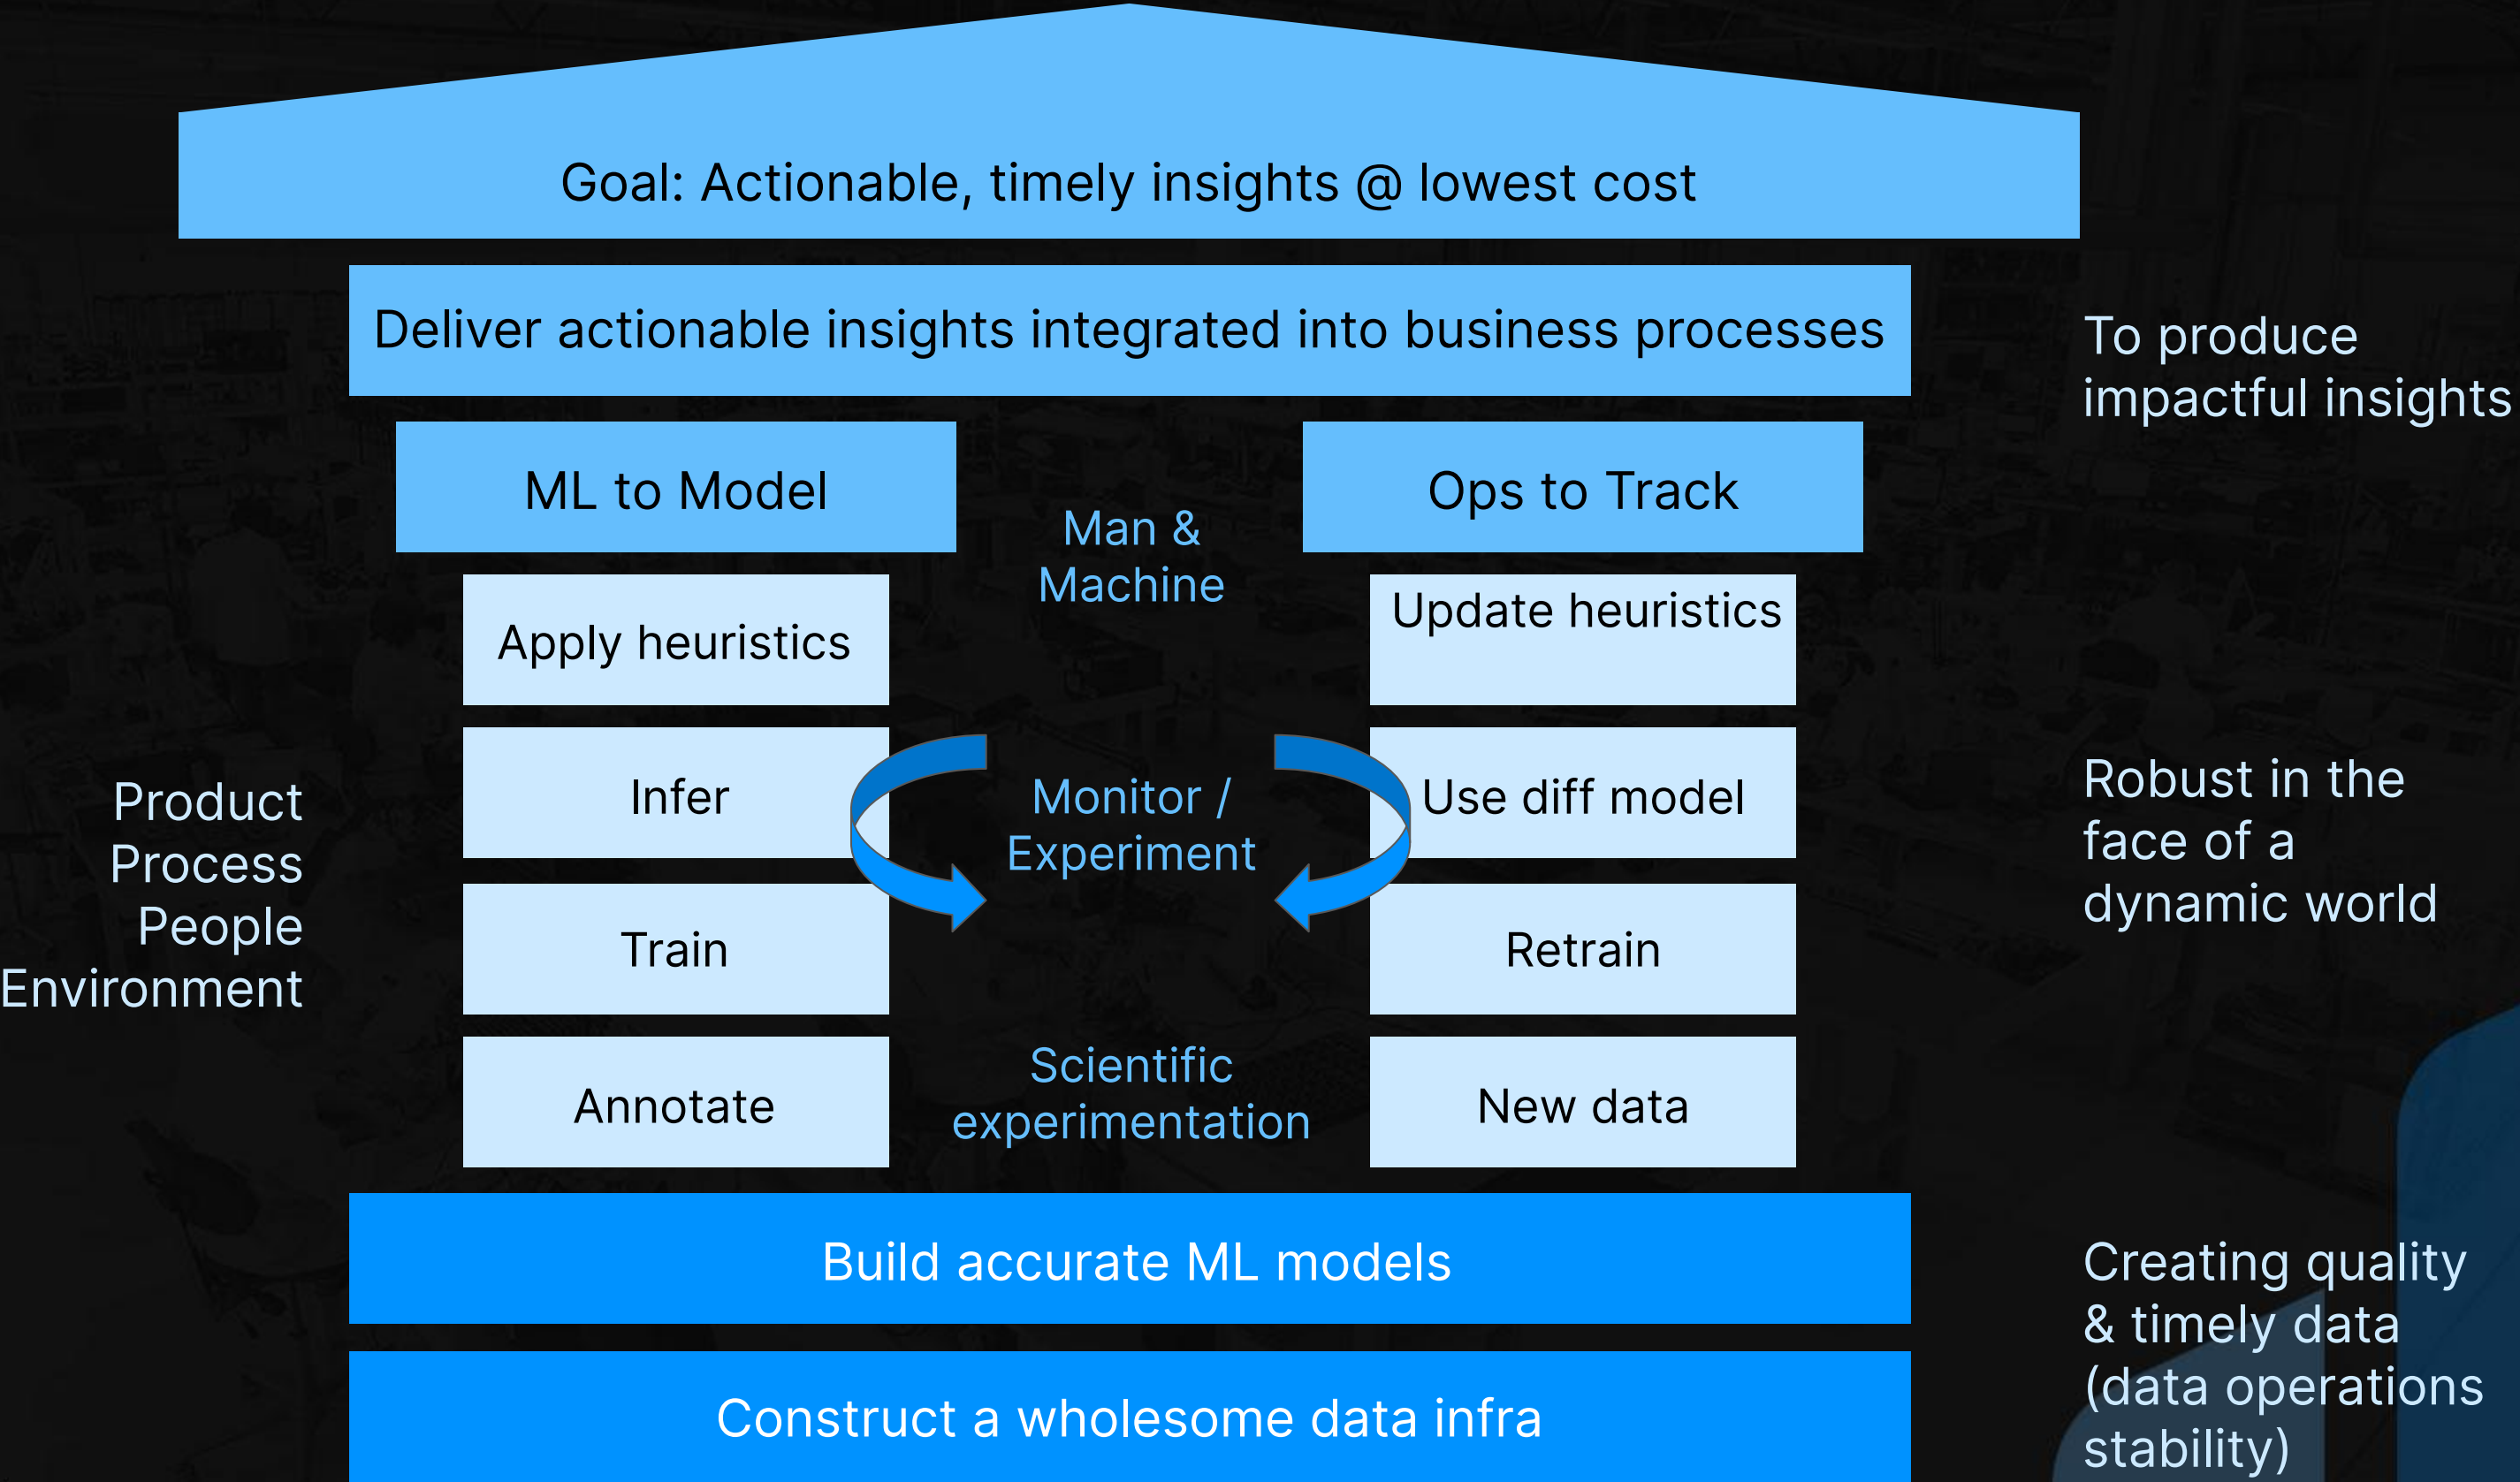 Goal: Actionable, timely insights @ lowest cost
Deliver actionable insights integrated into business processes
To produce
impactful insights
ML to Model
Man &
Machine
Ops to Track
Apply heuristics
Update heuristics
Product
Process
People
Environment
Infer
Monitor /
Experiment
Use diff model
Robust in the
face of a
dynamic world
Train
Retrain
Annotate
Scientific
experimentation
New data
Build accurate ML models
Construct a wholesome data infra
Creating quality
& timely data
(data operations
stability)